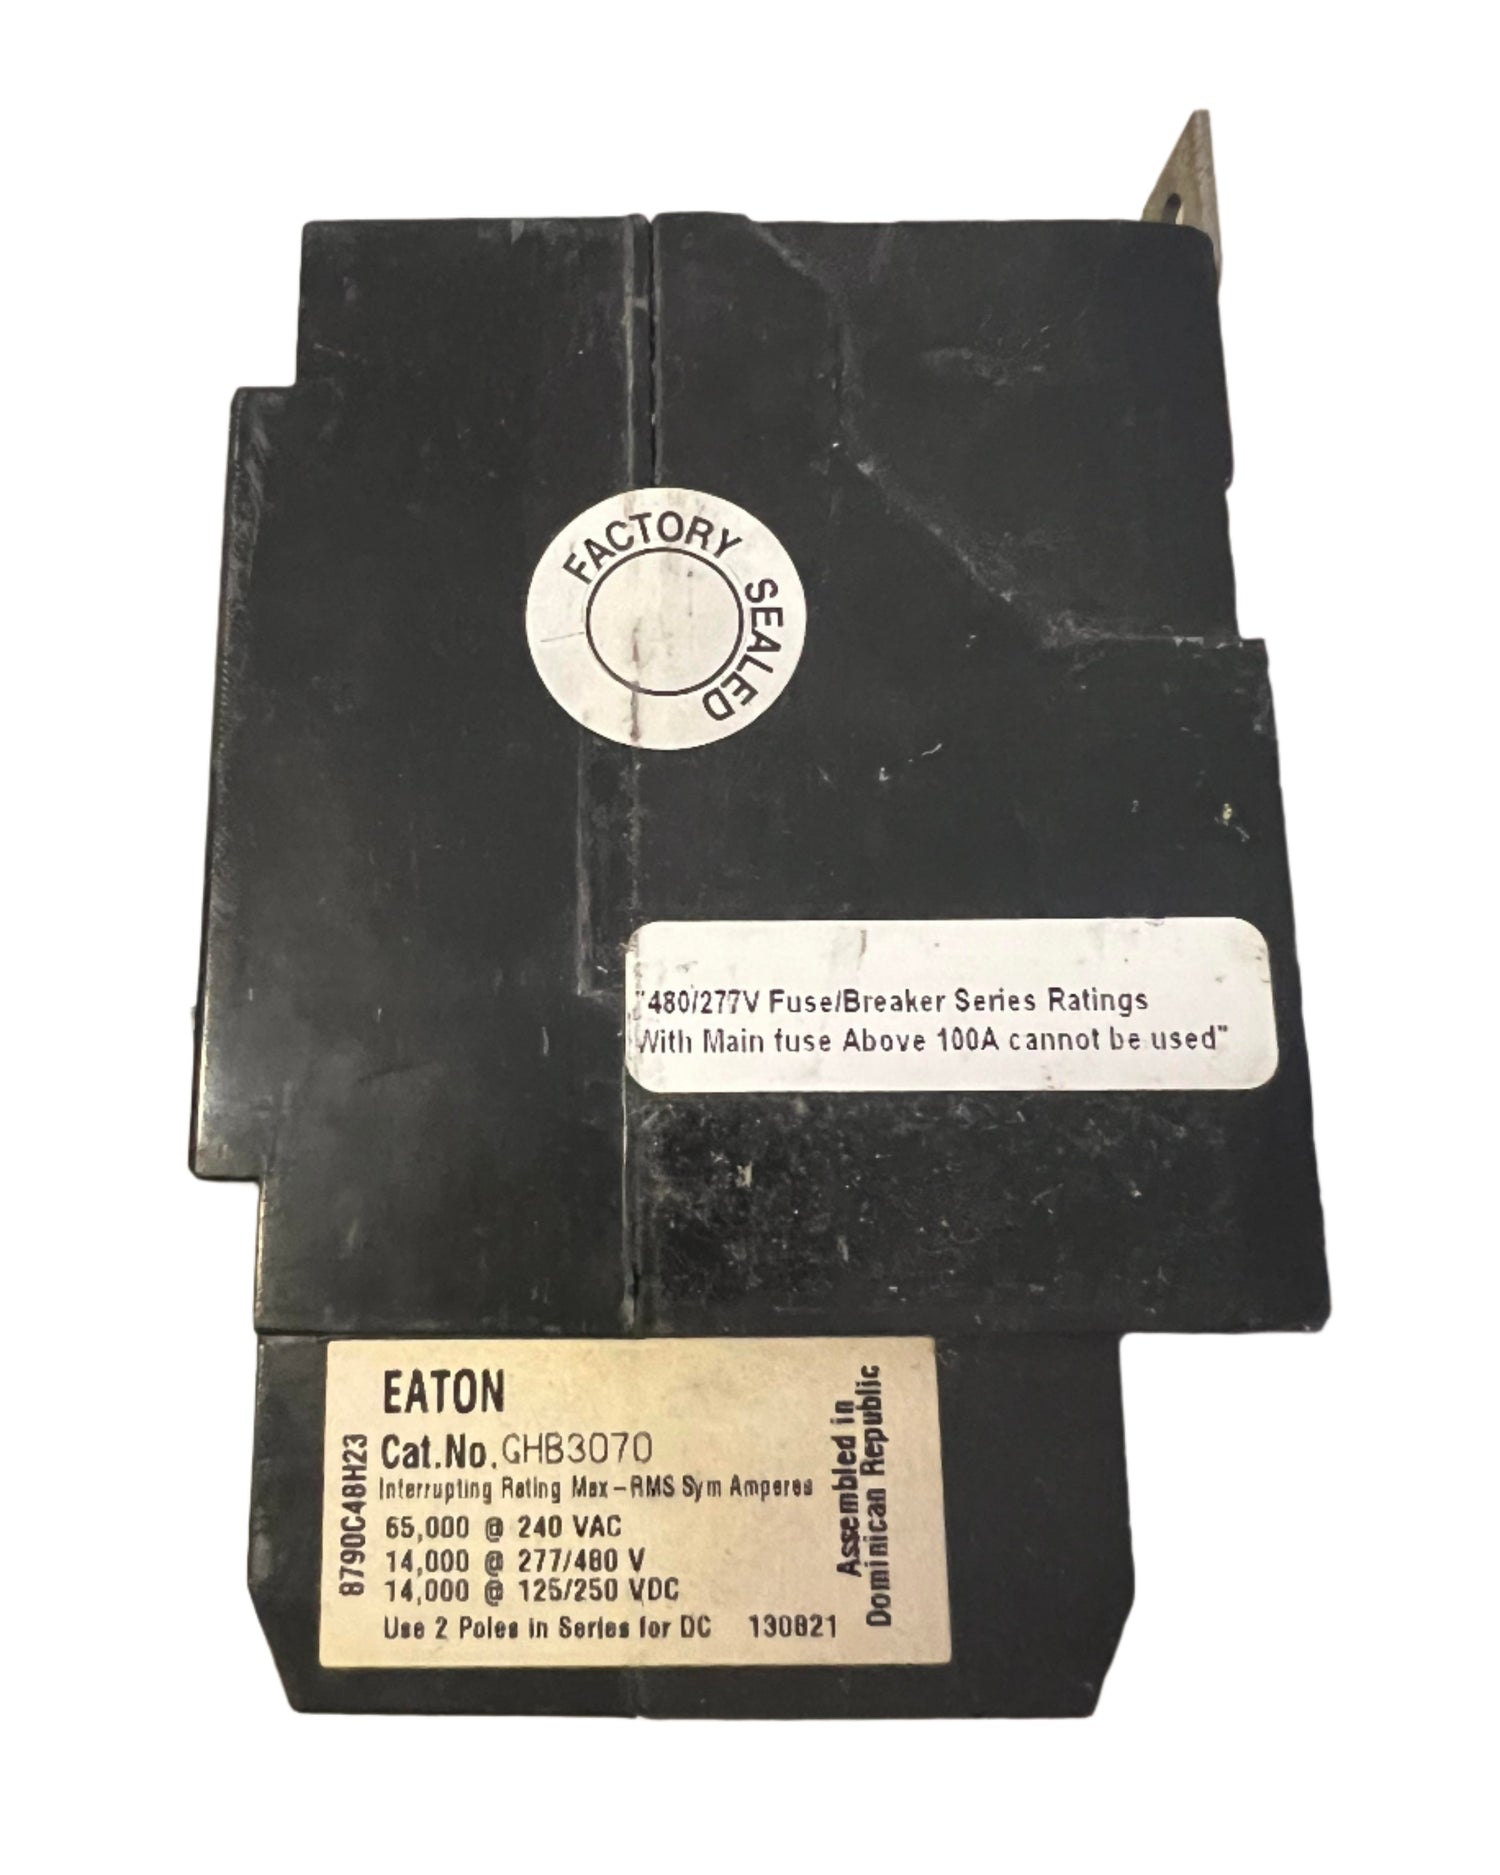 FACTORY SEALED
"480/277V Fuse/Breaker Series Ratings
With Main fuse Above 100A cannot be used"
EATON
Cat.No. GHB3070
Interrupting Rating Max-RMS Sym Amperes
65,000 @ 240 VAC
14,000 @ 277/480 V
14,000 @ 125/250 VDC
Use 2 Poles in Series for DC 130821
8790C48H23
Assembled in
Dominican Republic